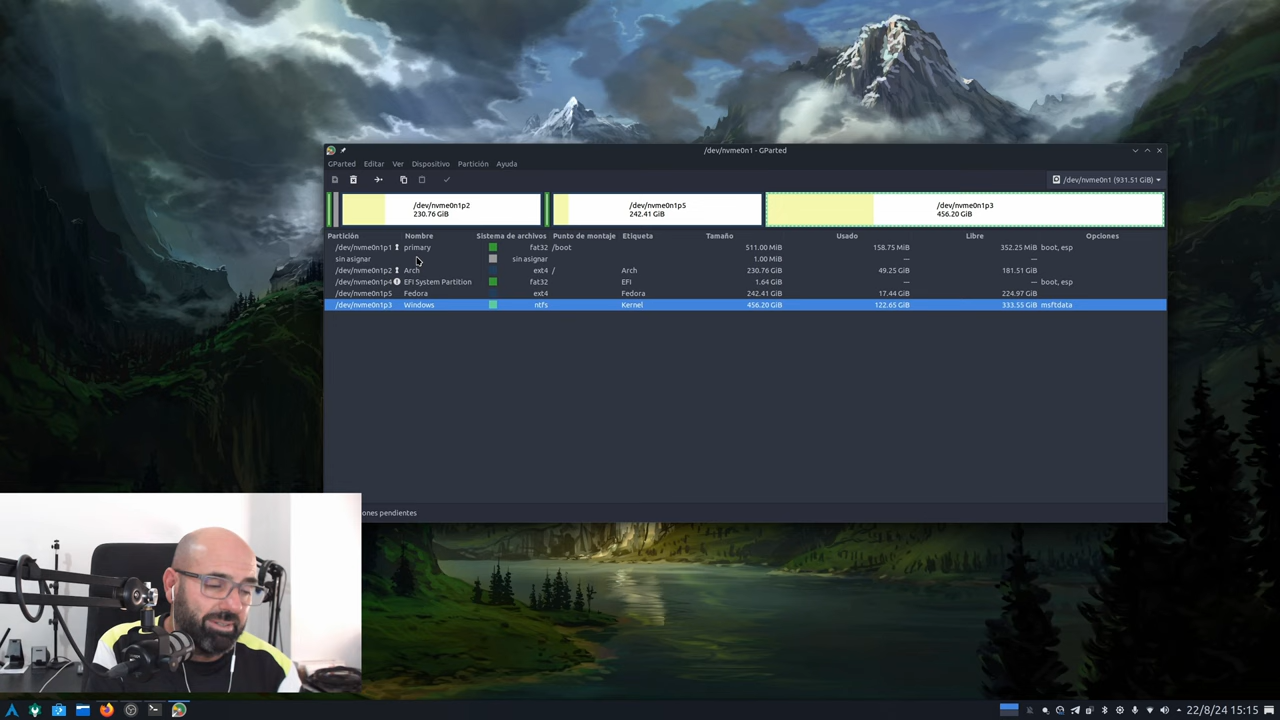 /dev/nvme0n1 - GParted
GParted Editar Ver Dispositivo Partición Ayuda
/dev/nvme0n1 (931.51 GiB)
/dev/nvme0n1p2 /dev/nvme0n1p5 /dev/nvme0n1p3
230.76 GiB 242.41 GiB 456.20 GiB
Partición Nombre Sistema de archivos Punto de montaje Etiqueta Tamaño Usado Libre Opciones
/dev/nvme0n1p1 primary fat32 /boot 511.00 MiB 158.75 MiB 352.25 MiB boot, esp
sin asignar sin asignar 1.00 MiB — —
/dev/nvme0n1p2 Arch ext4 / Arch 230.76 GiB 49.25 GiB 181.51 GiB
/dev/nvme0n1p4 EFI System Partition fat32 EFI 1.64 GiB — — boot, esp
/dev/nvme0n1p5 Fedora ext4 Fedora 242.41 GiB 17.44 GiB 224.97 GiB
/dev/nvme0n1p3 Windows ntfs Kernel 456.20 GiB 122.65 GiB 333.55 GiB msftdata
ones pendientes
22/8/24 15:15